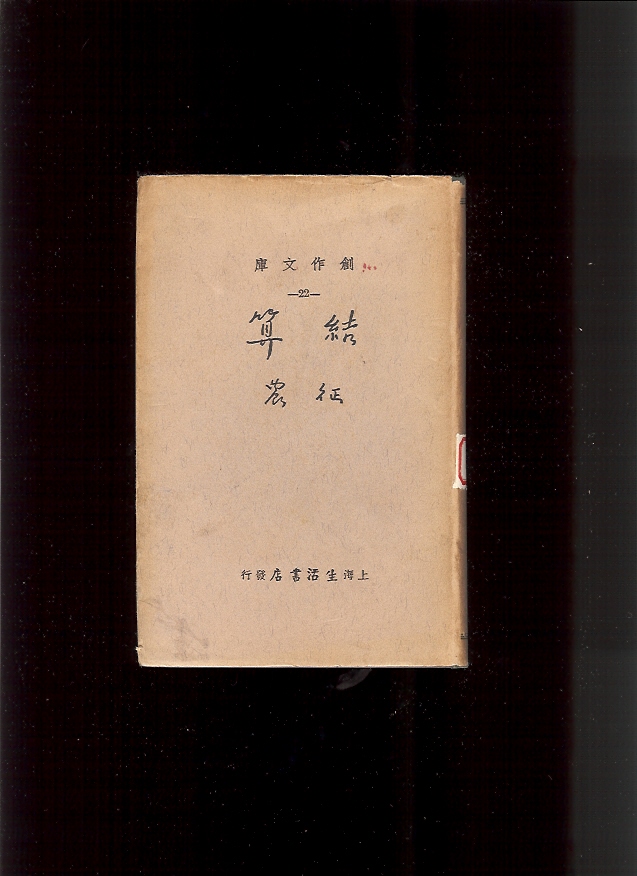 創作文庫
—22—
結算
征農
上海生活書店發行